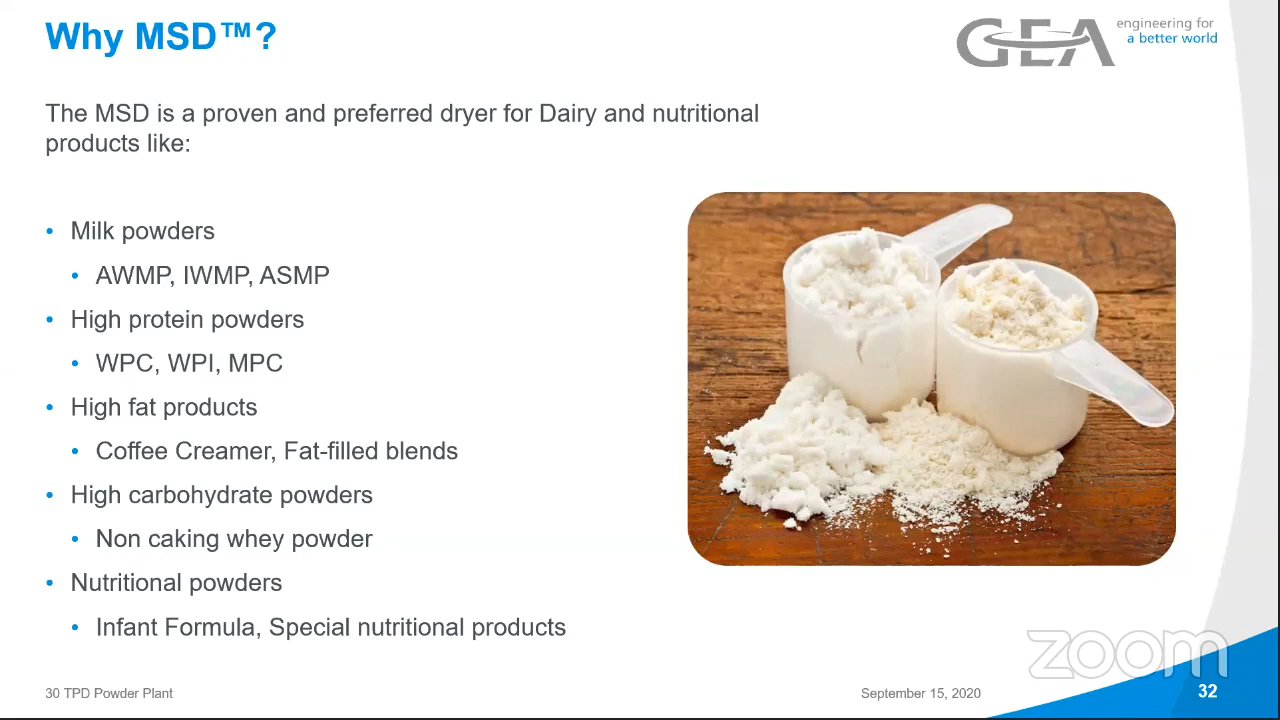 Why MSD™?
GEA
engineering for
a better world
The MSD is a proven and preferred dryer for Dairy and nutritional
products like:
• Milk powders
• AWMP, IWMP, ASMP
• High protein powders
• WPC, WPI, MPC
• High fat products
• Coffee Creamer, Fat-filled blends
• High carbohydrate powders
• Non caking whey powder
• Nutritional powders
• Infant Formula, Special nutritional products
zoom
30 TPD Powder Plant
September 15, 2020
32